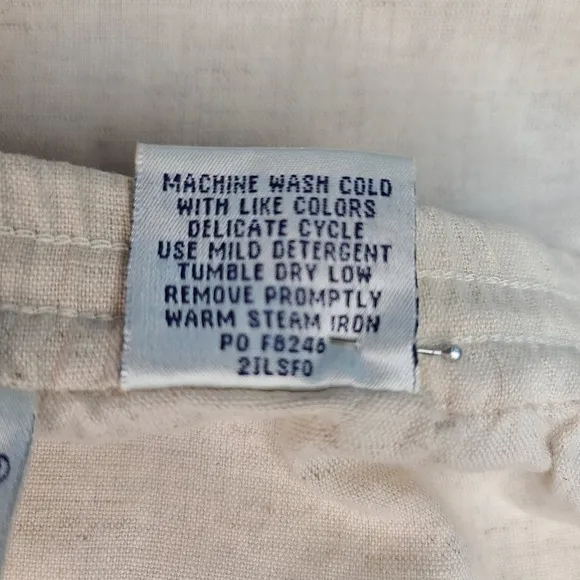 MACHINE WASH COLD
WITH LIKE COLORS
DELICATE CYCLE
USE MILD DETERGENT
TUMBLE DRY LOW
REMOVE PROMPTLY
WARM STEAM IRON
PO F8246
2ILSFO
®